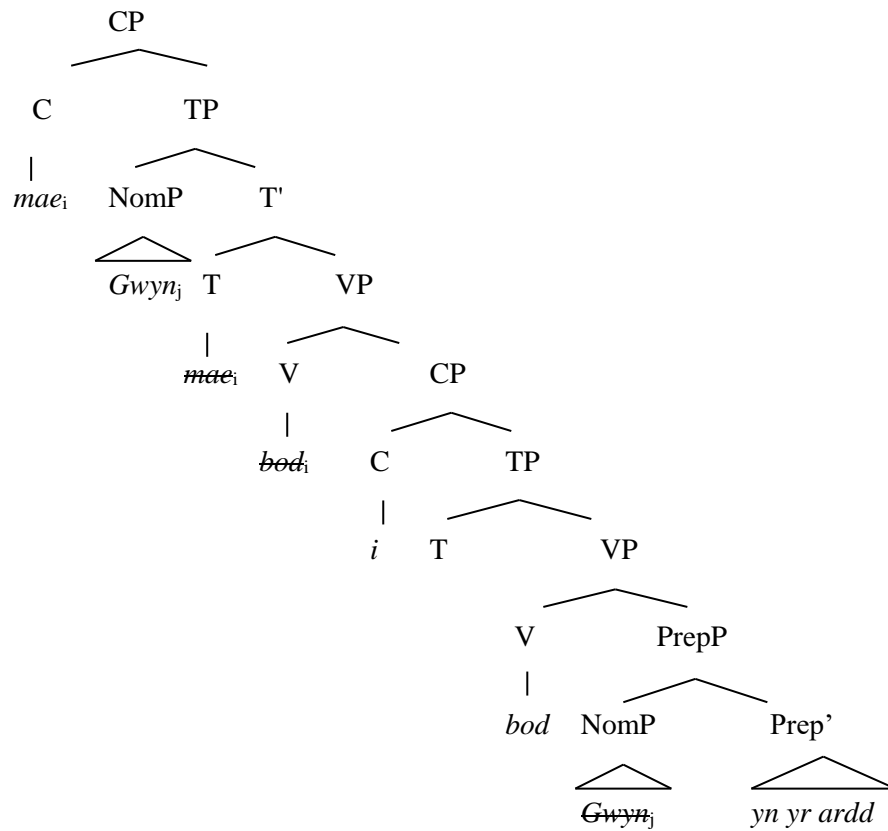 CP
C TP
mae i NomP T'
Gwyn j T VP
mae i V CP
bod i C TP
i T VP
V PrepP
bod NomP Prep’
Gwyn j yn yr ardd